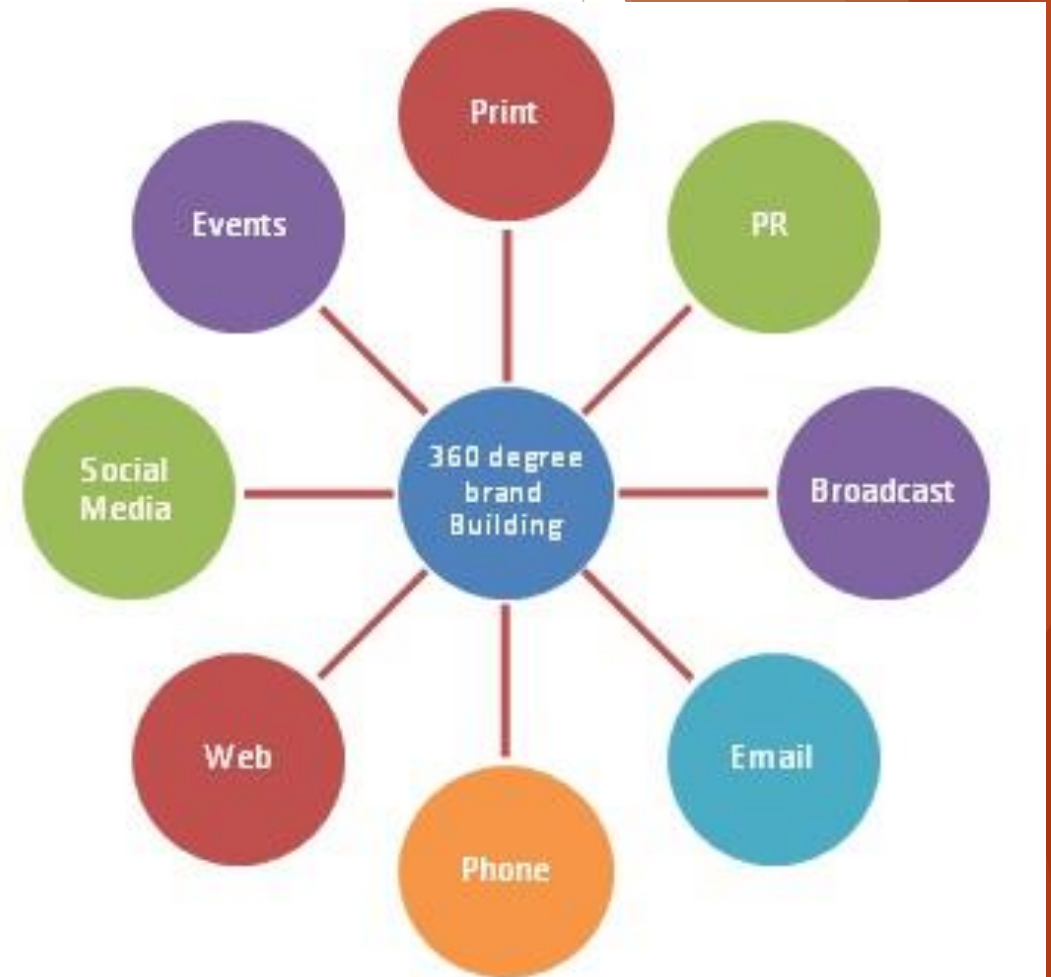 Print
PR
Events
360 degree
brand
Building
Social
Media
Broadcast
Web
Email
Phone